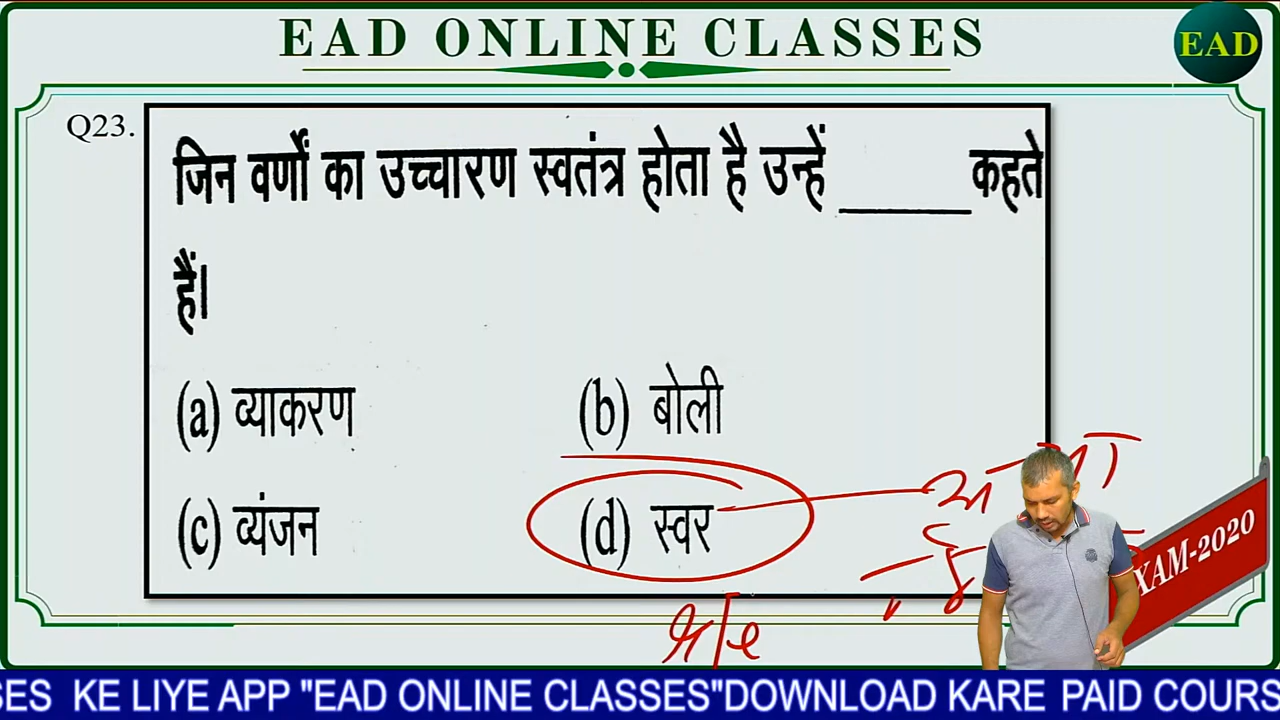 EAD ONLINE CLASSES
EAD
Q23.
जिन वर्णों का उच्चारण स्वतंत्र होता है उन्हें ______ कहते
हैं।
(a) व्याकरण
(b) बोली
(c) व्यंजन
(d) स्वर
XAM-2020
SES KE LIYE APP "EAD ONLINE CLASSES"DOWNLOAD KARE PAID COURS